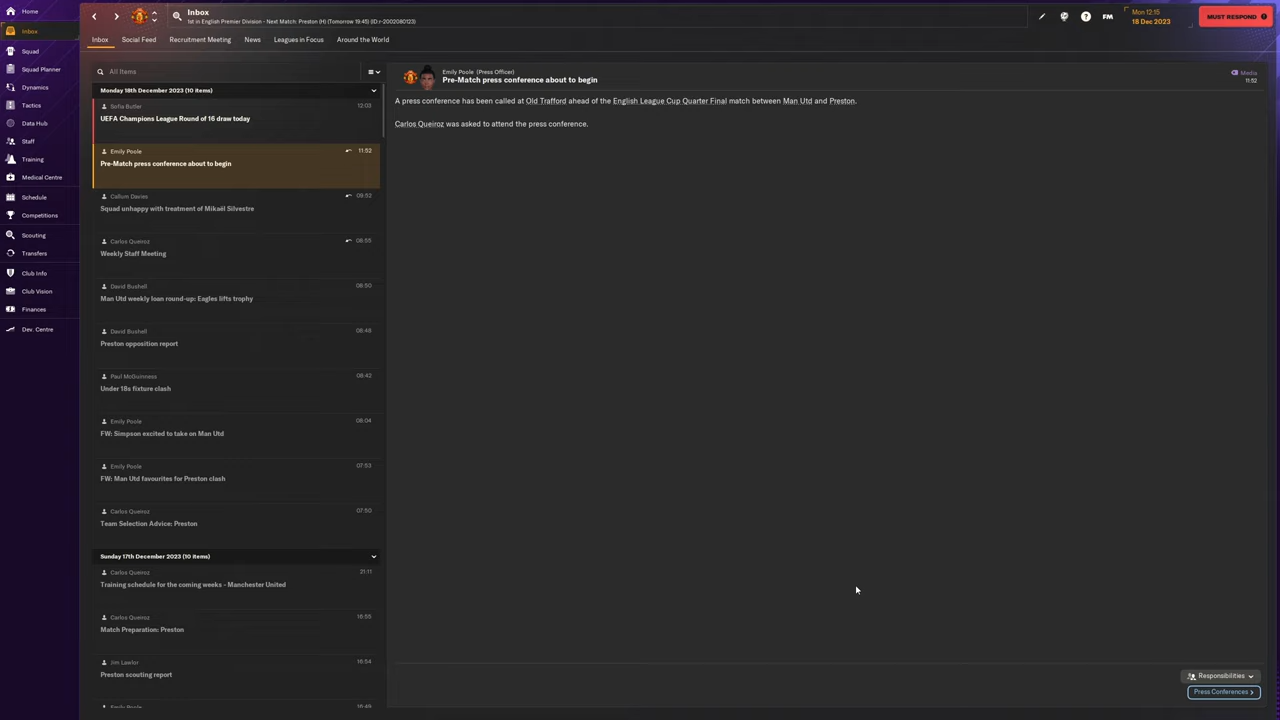 Home
Inbox
Squad
Squad Planner
Dynamics
Tactics
Data Hub
Staff
Training
Medical Centre
Schedule
Competitions
Scouting
Transfers
Club Info
Club Vision
Finances
Dev. Centre
Inbox
1st in English Premier Division - Next Match: Preston (H) (Tomorrow 19:45) (ID:r-2002080123)
FM
Mon 12:15
18 Dec 2023
MUST RESPOND
Inbox Social Feed Recruitment Meeting News Leagues in Focus Around the World
All Items
Monday 18th December 2023 (10 items)
Sofia Butler 12:03
UEFA Champions League Round of 16 draw today
Emily Poole 11:52
Pre-Match press conference about to begin
Callum Davies 09:52
Squad unhappy with treatment of Mikaël Silvestre
Carlos Queiroz 08:55
Weekly Staff Meeting
David Bushell 08:50
Man Utd weekly loan round-up: Eagles lifts trophy
David Bushell 08:48
Preston opposition report
Paul McGuinness 08:42
Under 18s fixture clash
Emily Poole 08:04
FW: Simpson excited to take on Man Utd
Emily Poole 07:53
FW: Man Utd favourites for Preston clash
Carlos Queiroz 07:50
Team Selection Advice: Preston
Sunday 17th December 2023 (10 items)
Carlos Queiroz 21:11
Training schedule for the coming weeks - Manchester United
Carlos Queiroz 16:55
Match Preparation: Preston
Jim Lawlor 16:54
Preston scouting report
Emily Poole (Press Officer)
Pre-Match press conference about to begin
Media
11:52
A press conference has been called at Old Trafford ahead of the English League Cup Quarter Final match between Man Utd and Preston.
Carlos Queiroz was asked to attend the press conference.
Responsibilities
Press Conferences